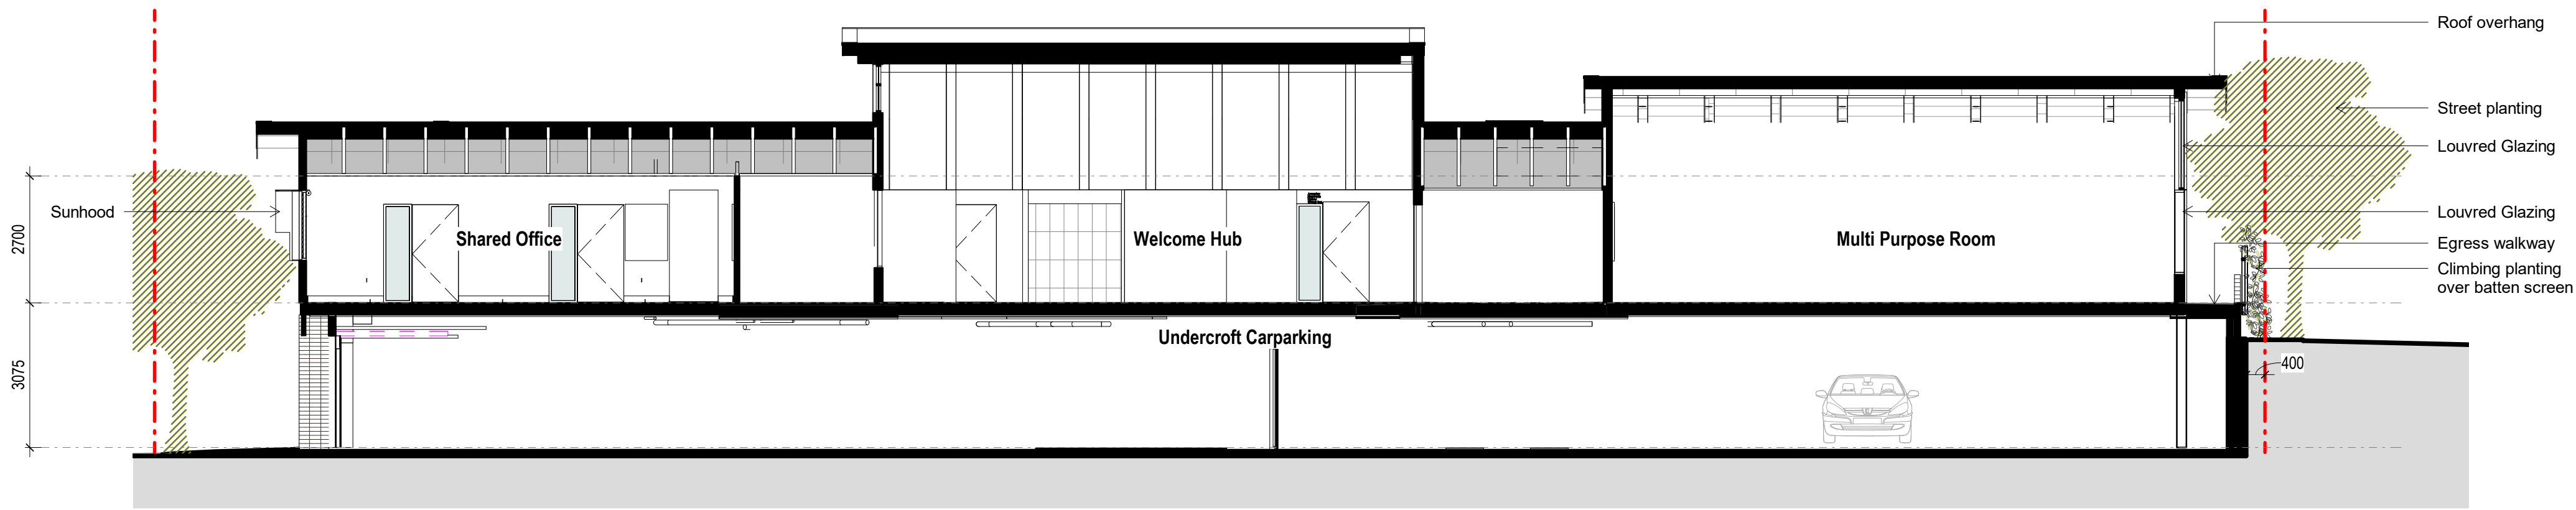 Roof overhang
Street planting
Louvred Glazing
Sunhood
Louvred Glazing
2700
Shared Office
Welcome Hub
Multi Purpose Room
Egress walkway
Climbing planting
over batten screen
Undercroft Carparking
3075
400